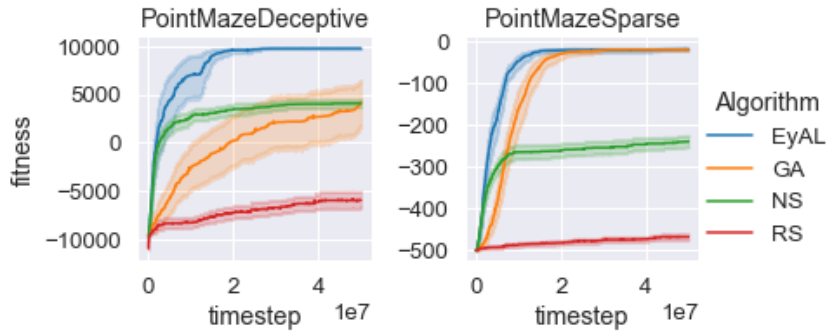 PointMazeDeceptive
10000
5000
0
−5000
−10000
fitness
0
2
4
1e7
timestep
PointMazeSparse
0
−100
−200
−300
−400
−500
0
2
4
1e7
timestep
Algorithm
EyAL
GA
NS
RS